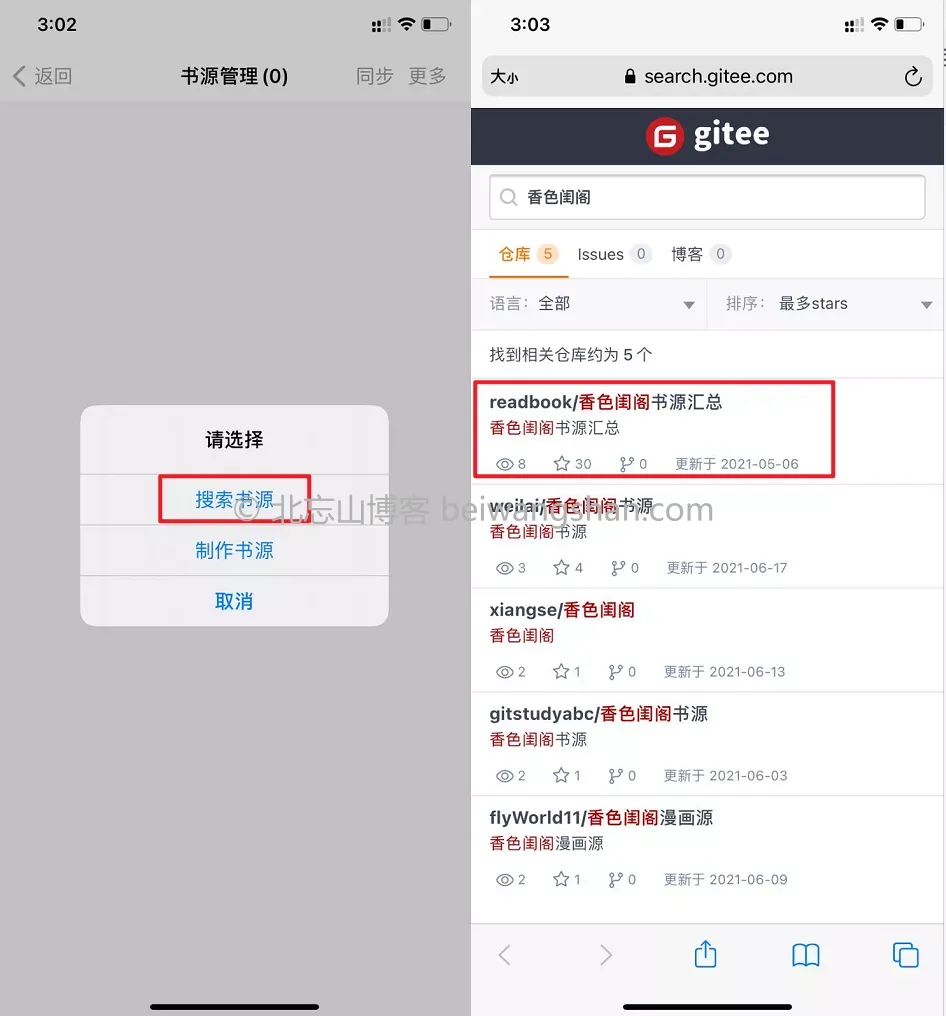 3:02
返回
书源管理(0)
同步 更多
请选择
搜索书源
制作书源
取消
3:03
大小
search.gitee.com
gitee
香色闺阁
仓库 5 Issues 0 博客 0
语言: 全部 排序: 最多stars
找到相关仓库约为 5 个
readbook/香色闺阁书源汇总
香色闺阁书源汇总
8 30 0 更新于 2021-05-06
weilai/香色闺阁书源
香色闺阁书源
3 4 0 更新于 2021-06-17
xiangse/香色闺阁
香色闺阁
2 1 0 更新于 2021-06-13
gitstudyabc/香色闺阁书源
香色闺阁书源
2 1 0 更新于 2021-06-03
flyWorld11/香色闺阁漫画源
香色闺阁漫画源
2 1 0 更新于 2021-06-09
© 北忘山博客 beiwangshan.com